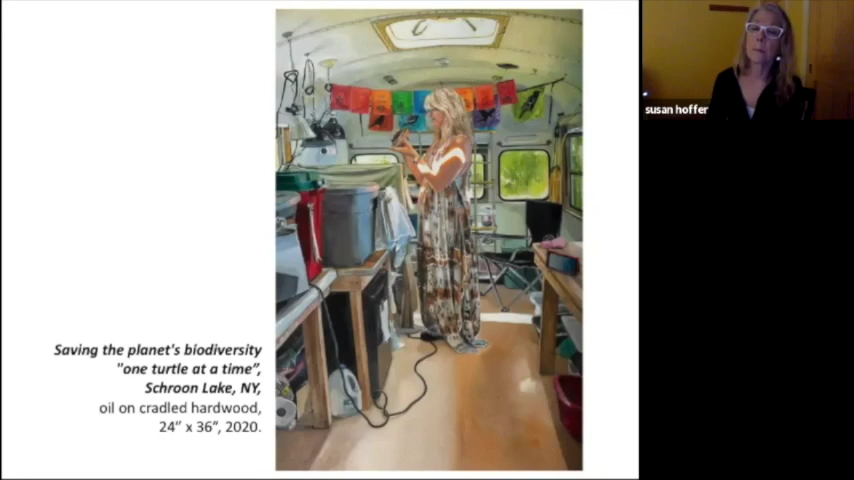 Saving the planet's biodiversity
"one turtle at a time”,
Schroon Lake, NY,
oil on cradled hardwood,
24” x 36”, 2020.
susan hoffer